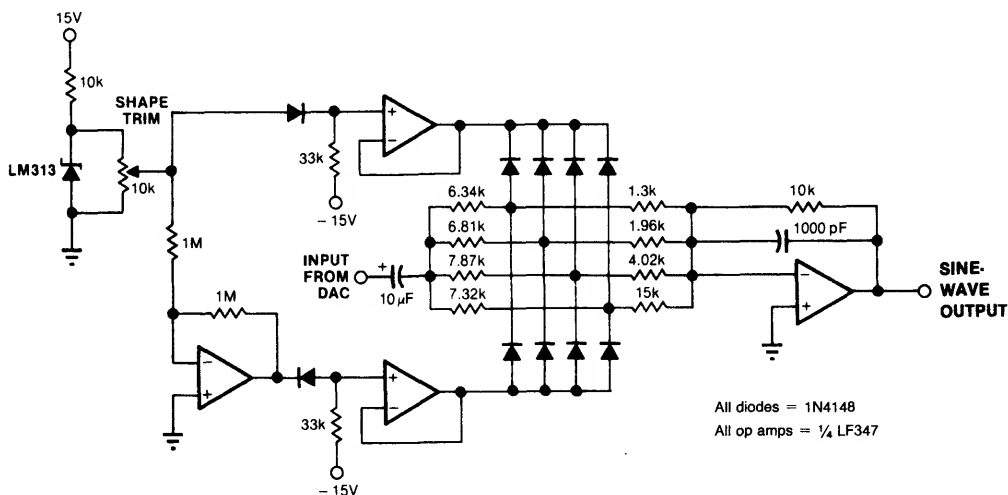 15V
10k
SHAPE
TRIM
LM313
10k
33k
– 15V
+
–
1M
1M
–
+
33k
– 15V
+
–
INPUT
FROM
DAC
+
10 μF
6.34k
6.81k
7.87k
7.32k
1.3k
1.96k
4.02k
15k
10k
1000 pF
–
+
SINE-
WAVE
OUTPUT
All diodes = 1N4148
All op amps = ¼ LF347